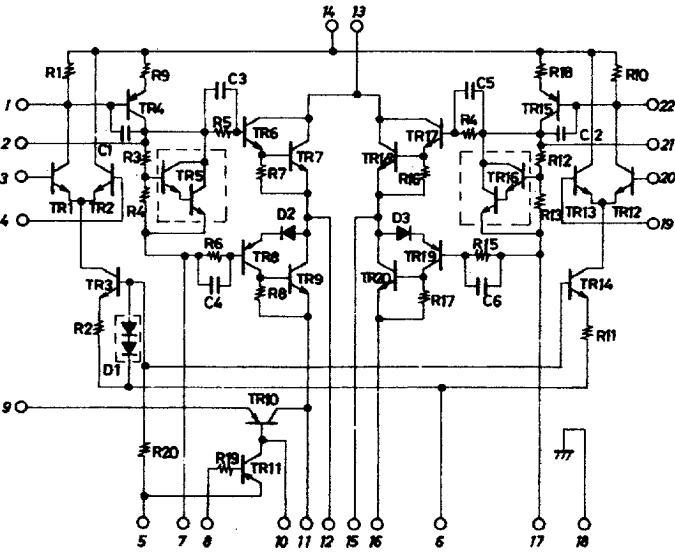 14 13
R1 R9 R18 R10
C3 C5
1 TR4 TR15 22
R5 TR6 R4 TR17
C1 C2
2 21
R3 TR7 TR18 R12
3 TR5 R7 R16 TR16 20
R4 R13
TR1 TR2 TR13 TR12
4 D2 D3 19
R6 R15
TR8 TR19
TR3 TR9 TR20 TR14
C4 R8 R17 C6
R2 R11
D1
9 TR10
R20 R19 TR11
5 7 8 10 11 12 15 16 6 17 18